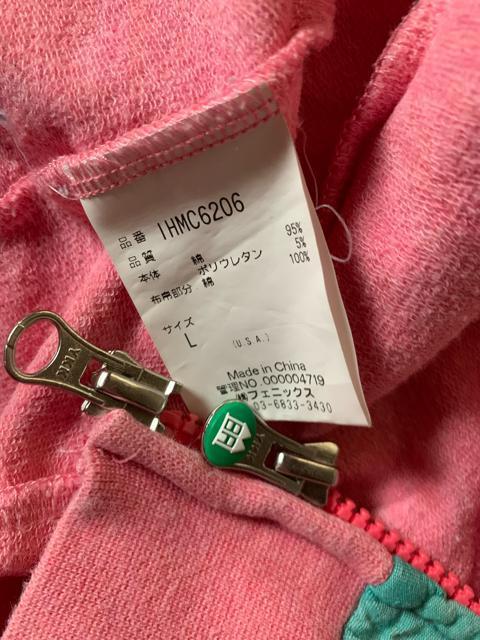 品番 IHMC6206
品質
本体 綿 95%
ポリウレタン 5%
布帛部分 綿 100%
サイズ
L (U.S.A.)
Made in China
管理NO.000004719
㈱フェニックス
03-6833-3430
YKK
YKK